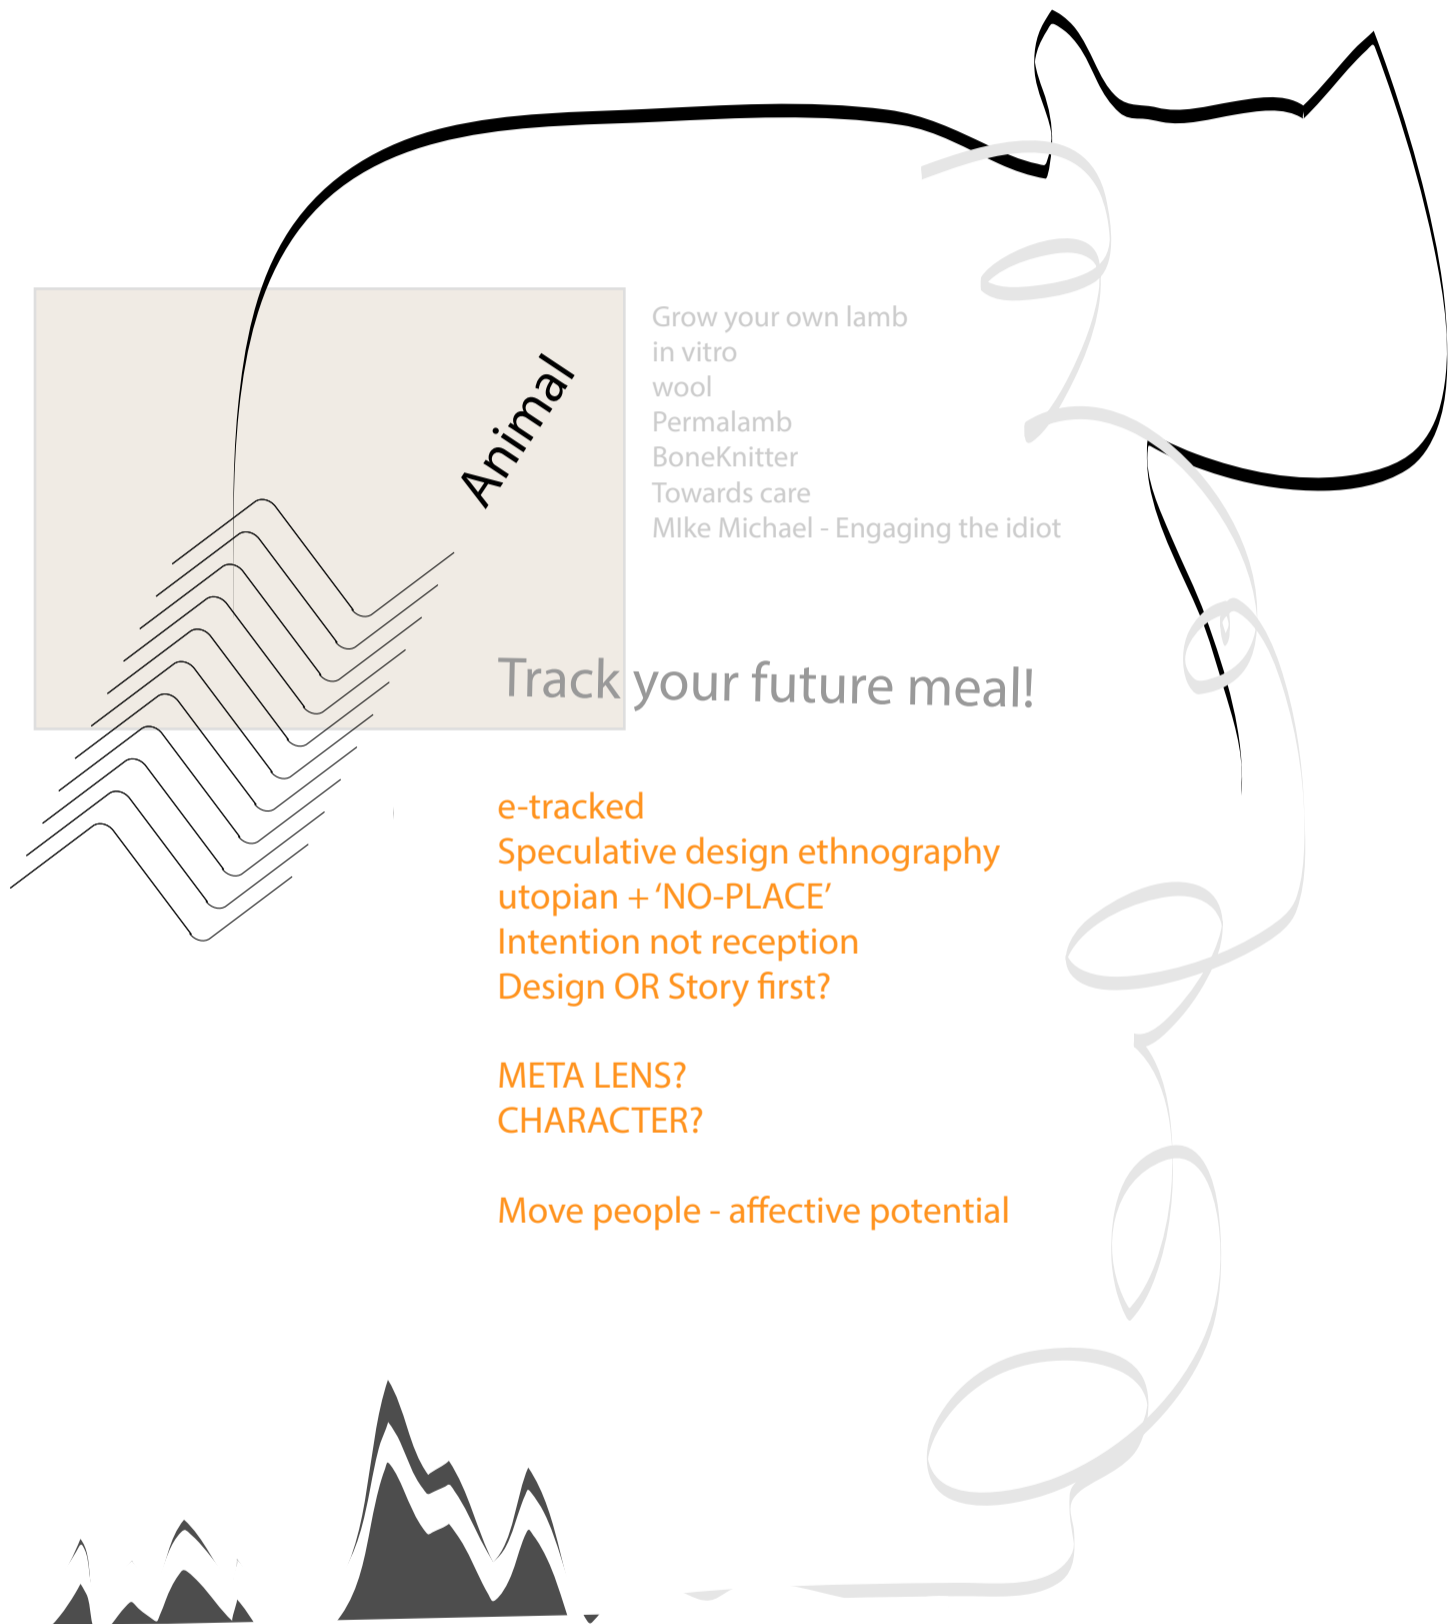 Animal
Grow your own lamb
in vitro
wool
Permalamb
BoneKnitter
Towards care
MIke Michael - Engaging the idiot
Track your future meal!
e-tracked
Speculative design ethnography
utopian + ‘NO-PLACE’
Intention not reception
Design OR Story first?
META LENS?
CHARACTER?
Move people - affective potential